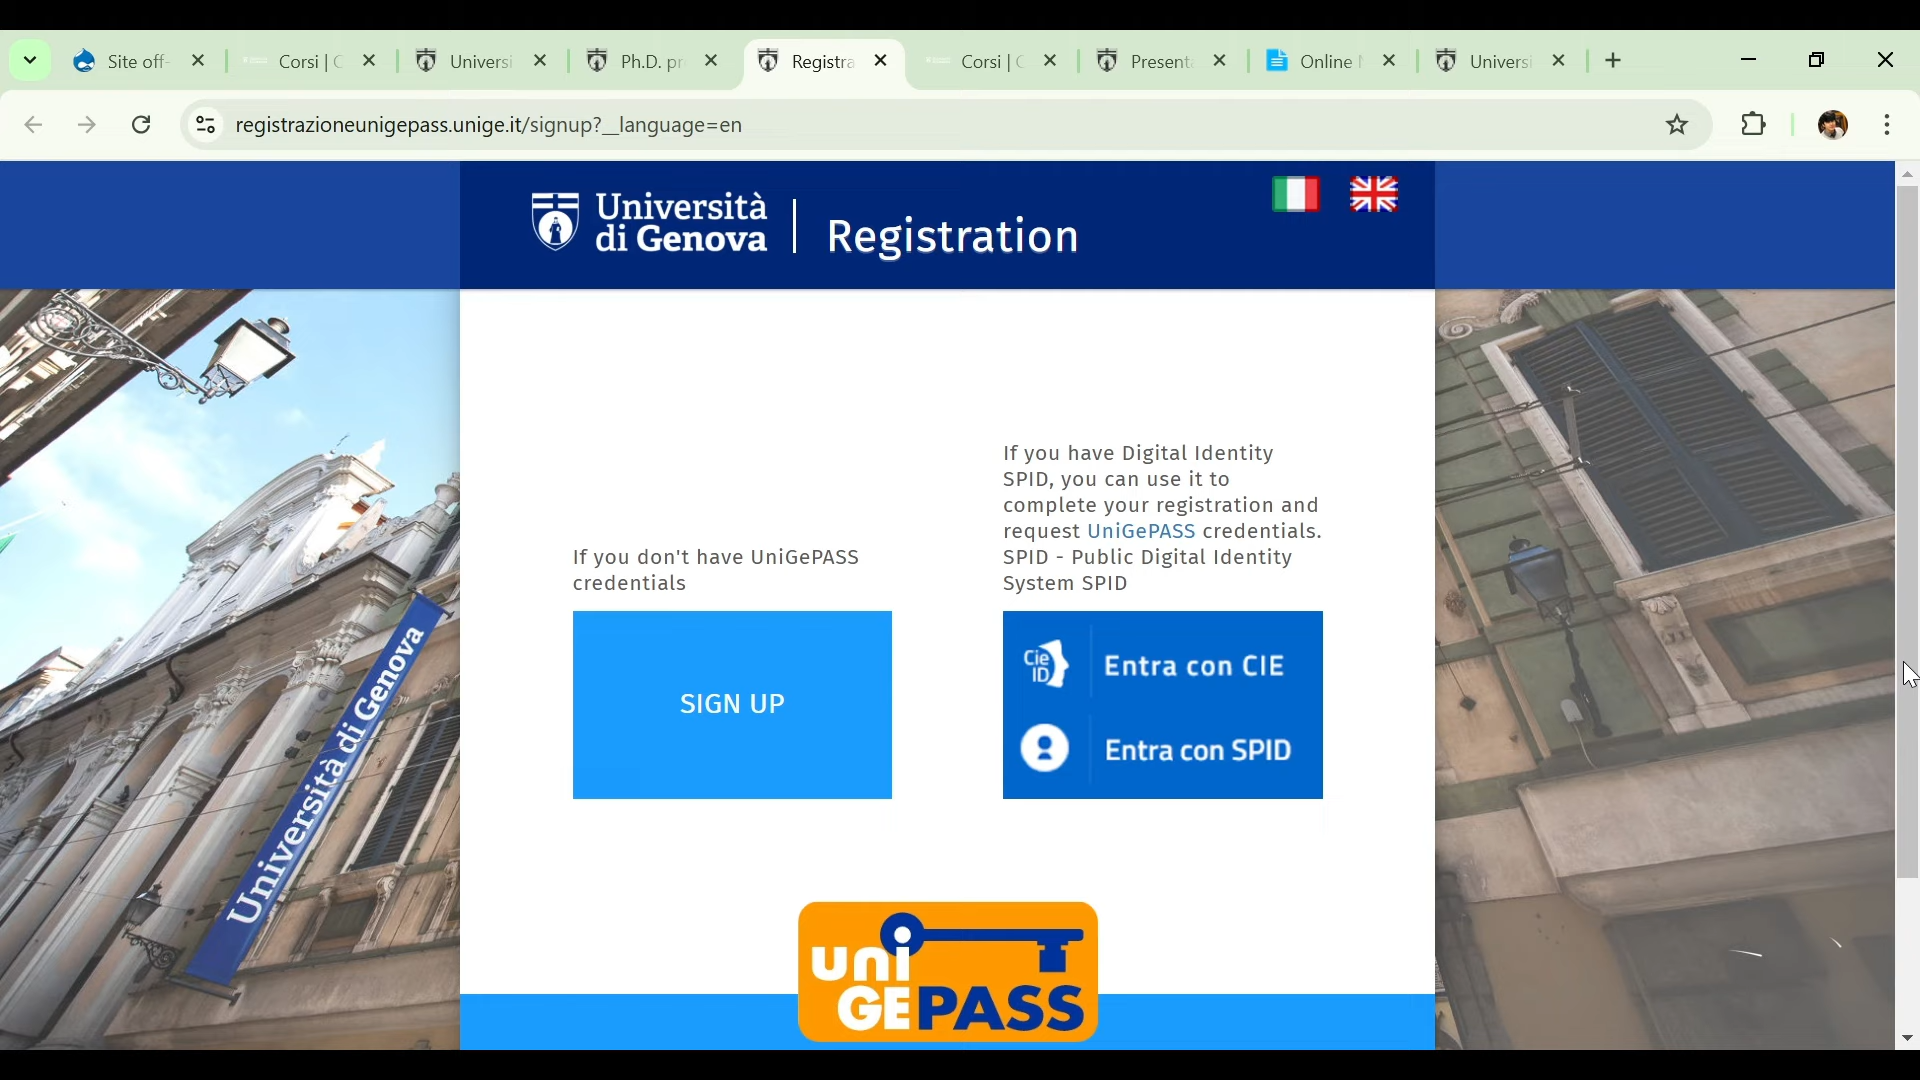 Site off
Corsi | C
Universi
Ph.D. pr
Registra
Corsi | C
Present
Online
Universi
registrazioneunigepass.unige.it/signup?__language=en
Università
di Genova
Registration
If you don't have UniGePASS
credentials
SIGN UP
If you have Digital Identity
SPID, you can use it to
complete your registration and
request UniGePASS credentials.
SPID - Public Digital Identity
System SPID
Cie
ID
Entra con CIE
Entra con SPID
Università di Genova
uni
GEPASS